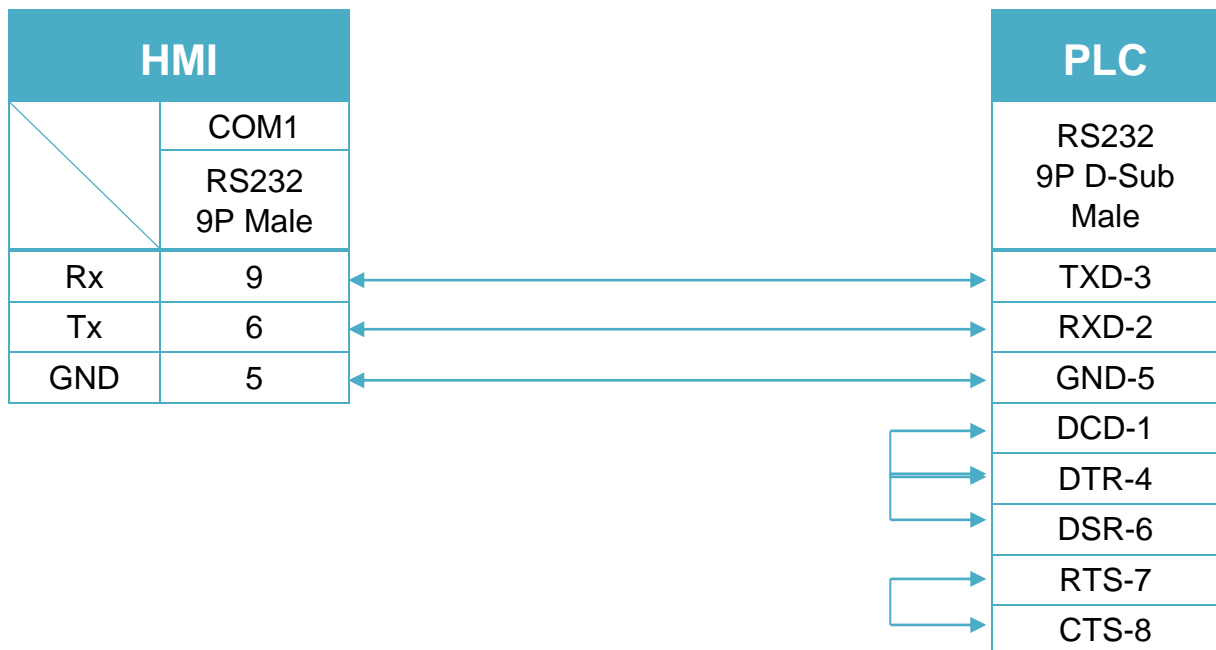 HMI
PLC
COM1
RS232
9P Male
RS232
9P D-Sub
Male
Rx 9 TXD-3
Tx 6 RXD-2
GND 5 GND-5
DCD-1
DTR-4
DSR-6
RTS-7
CTS-8